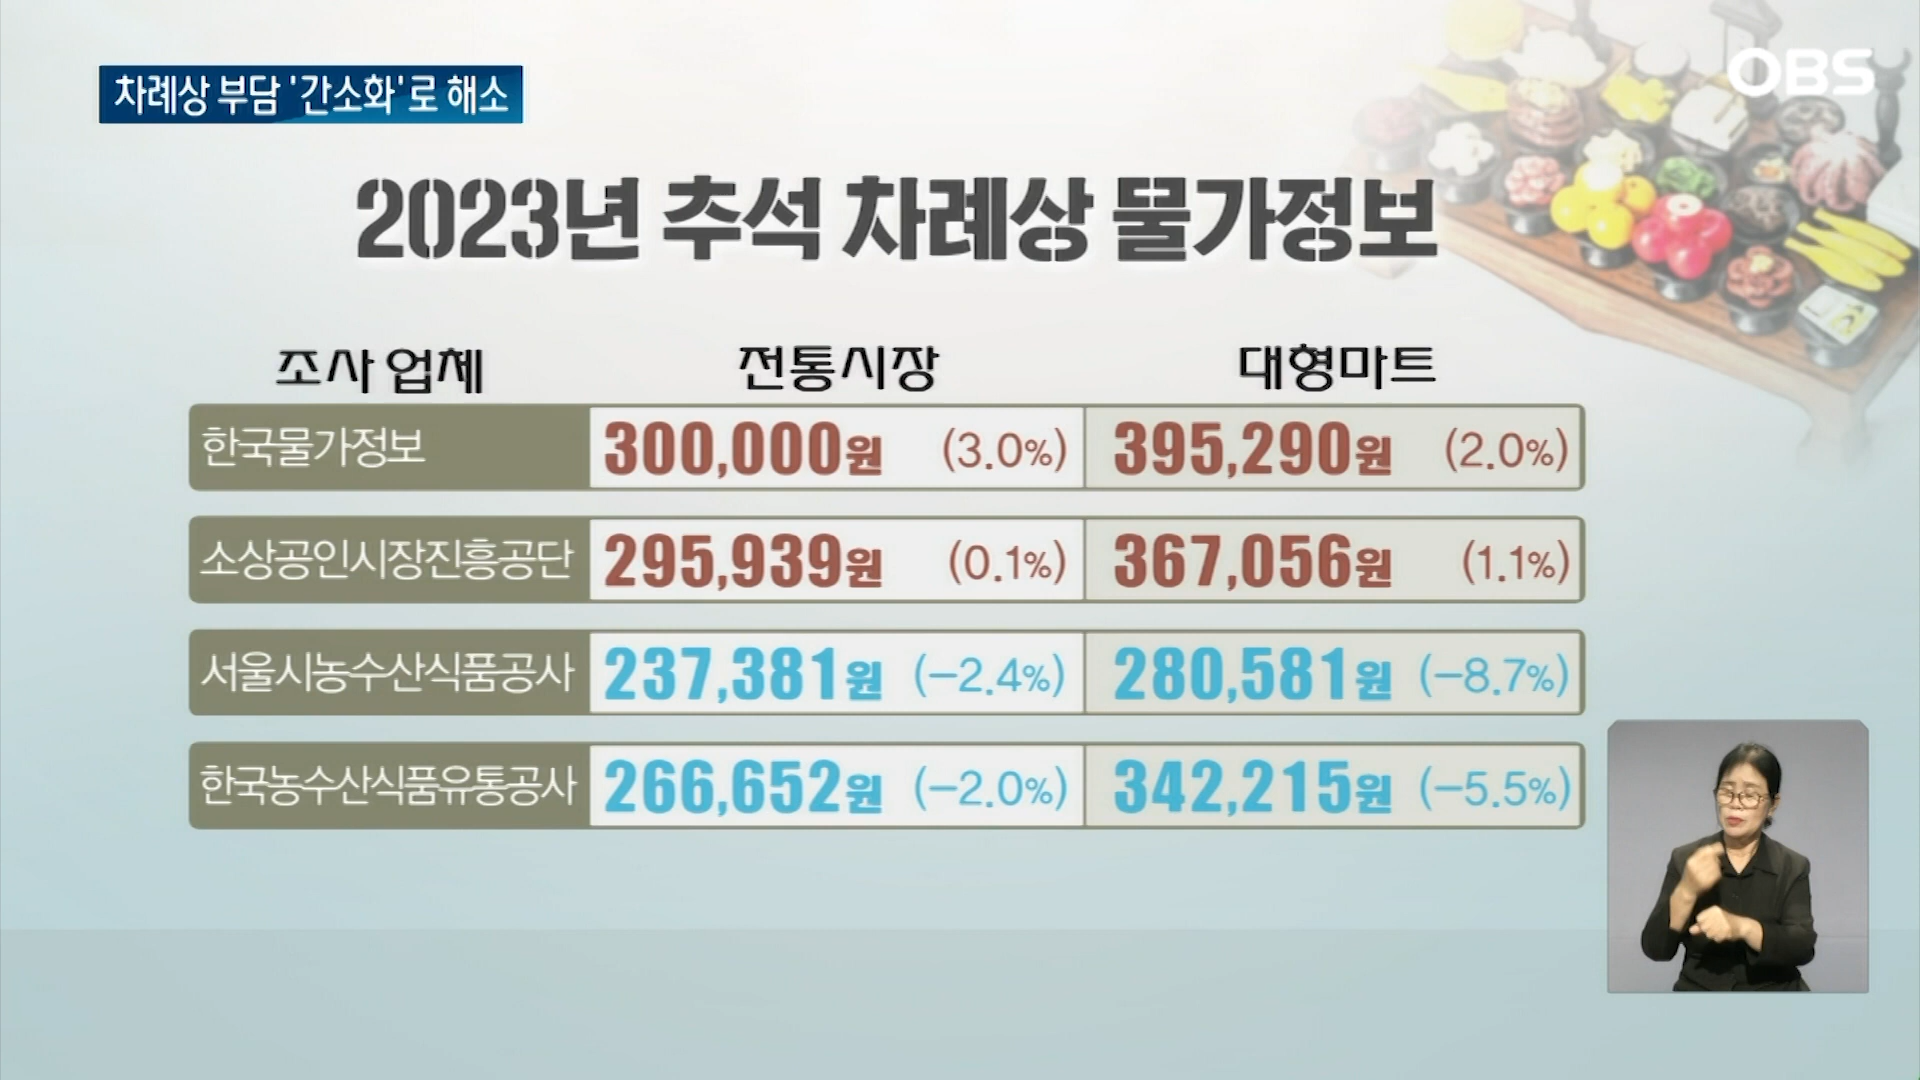 차례상 부담 '간소화'로 해소
OBS
2023년 추석 차례상 물가정보
조사 업체 전통시장 대형마트
한국물가정보 300,000원 (3.0%) 395,290원 (2.0%)
소상공인시장진흥공단 295,939원 (0.1%) 367,056원 (1.1%)
서울시농수산식품공사 237,381원 (-2.4%) 280,581원 (-8.7%)
한국농수산식품유통공사 266,652원 (-2.0%) 342,215원 (-5.5%)